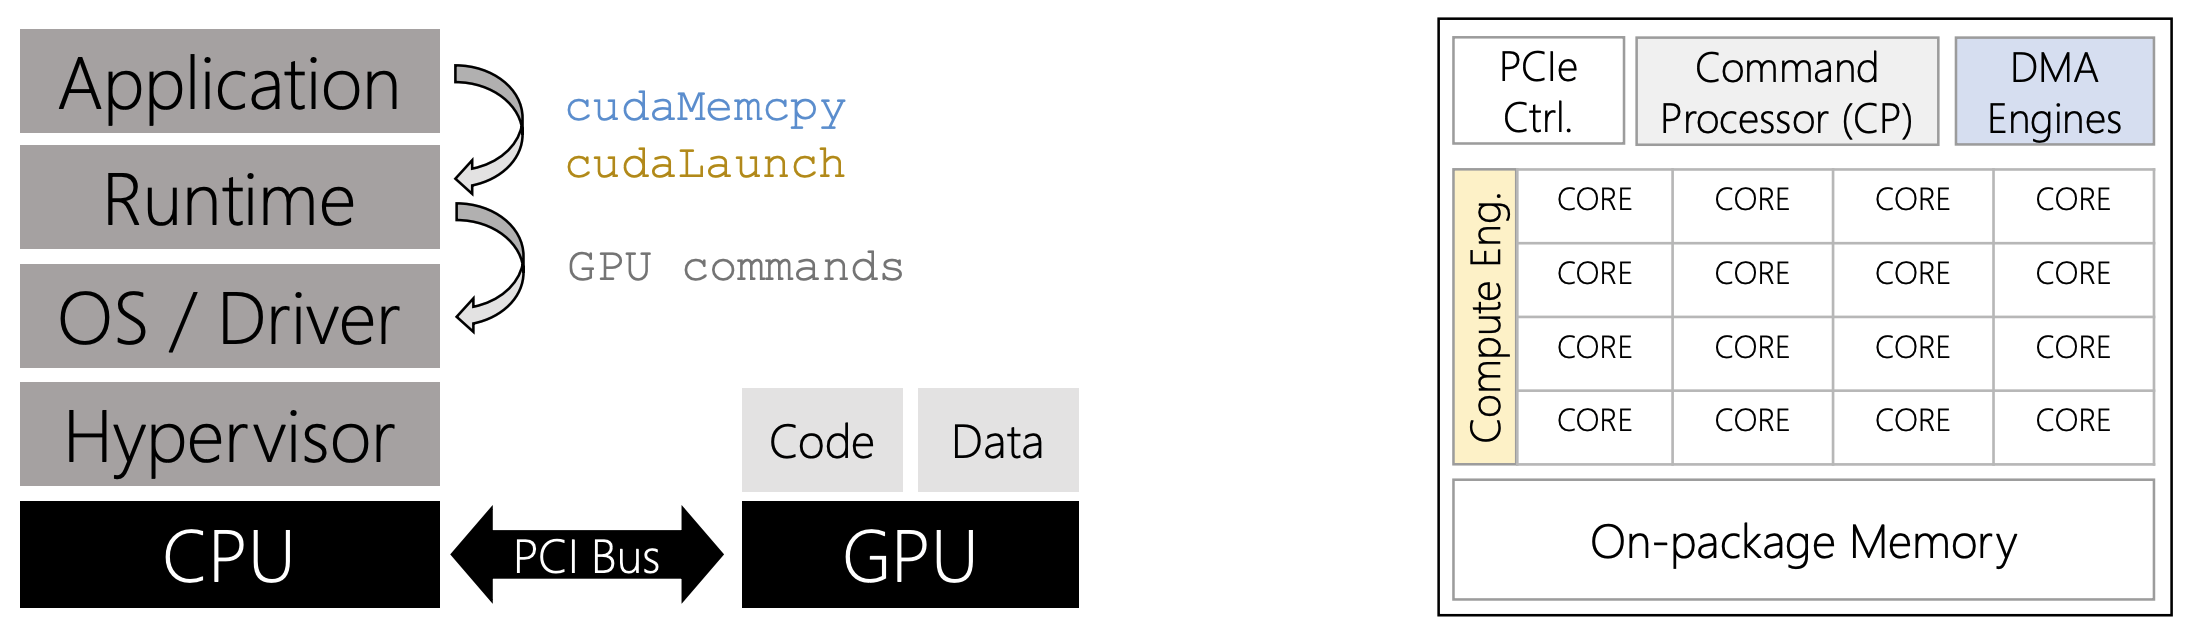 Application
Runtime
OS / Driver
Hypervisor
CPU
cudaMemcpy
cudaLaunch
GPU commands
PCI Bus
Code
Data
GPU
PCIe
Ctrl.
Command
Processor (CP)
DMA
Engines
Compute Eng.
CORE CORE CORE CORE
CORE CORE CORE CORE
CORE CORE CORE CORE
CORE CORE CORE CORE
On-package Memory